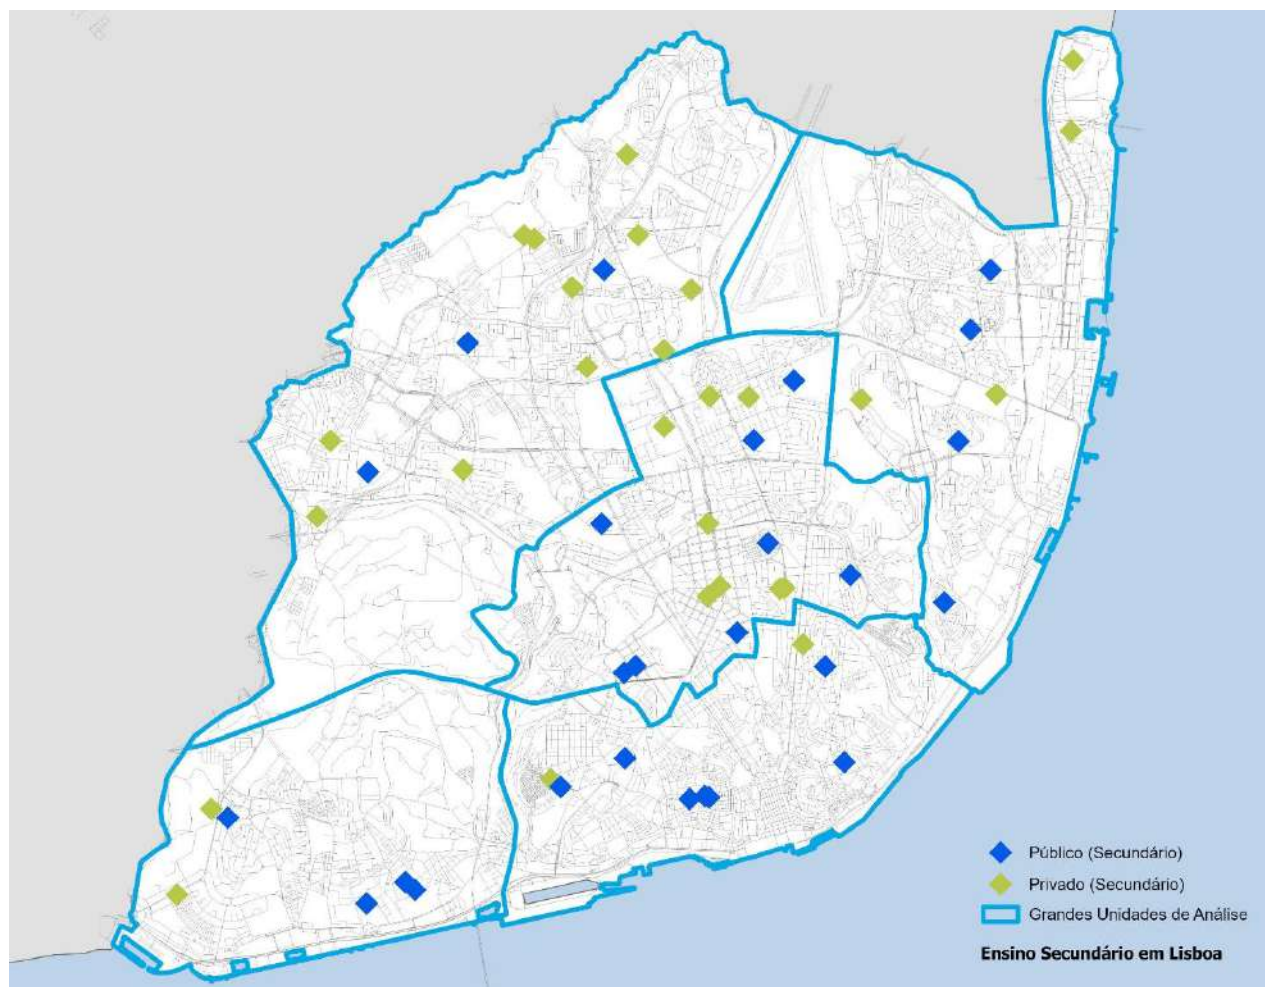 Público (Secundário)
Privado (Secundário)
Grandes Unidades de Análise
Ensino Secundário em Lisboa